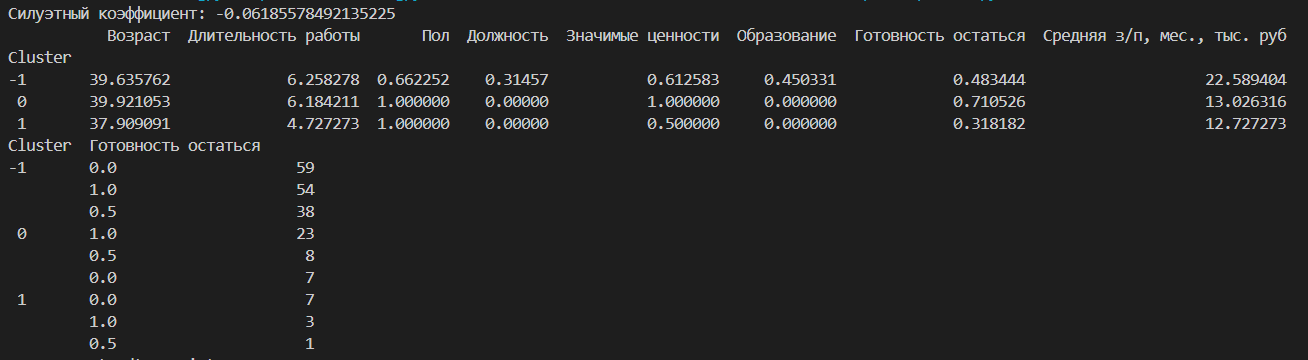 Силуэтный коэффициент: -0.06185578492135225
Возраст Длительность работы Пол Должность Значимые ценности Образование Готовность остаться Средняя з/п, мес., тыс. руб
Cluster
-1 39.635762 6.258278 0.662252 0.31457 0.612583 0.450331 0.483444 22.589404
0 39.921053 6.184211 1.000000 0.00000 1.000000 0.000000 0.710526 13.026316
1 37.909091 4.727273 1.000000 0.00000 0.500000 0.000000 0.318182 12.727273
Cluster Готовность остаться
-1 0.0 59
1.0 54
0.5 38
0 1.0 23
0.5 8
0.0 7
1 0.0 7
1.0 3
0.5 1